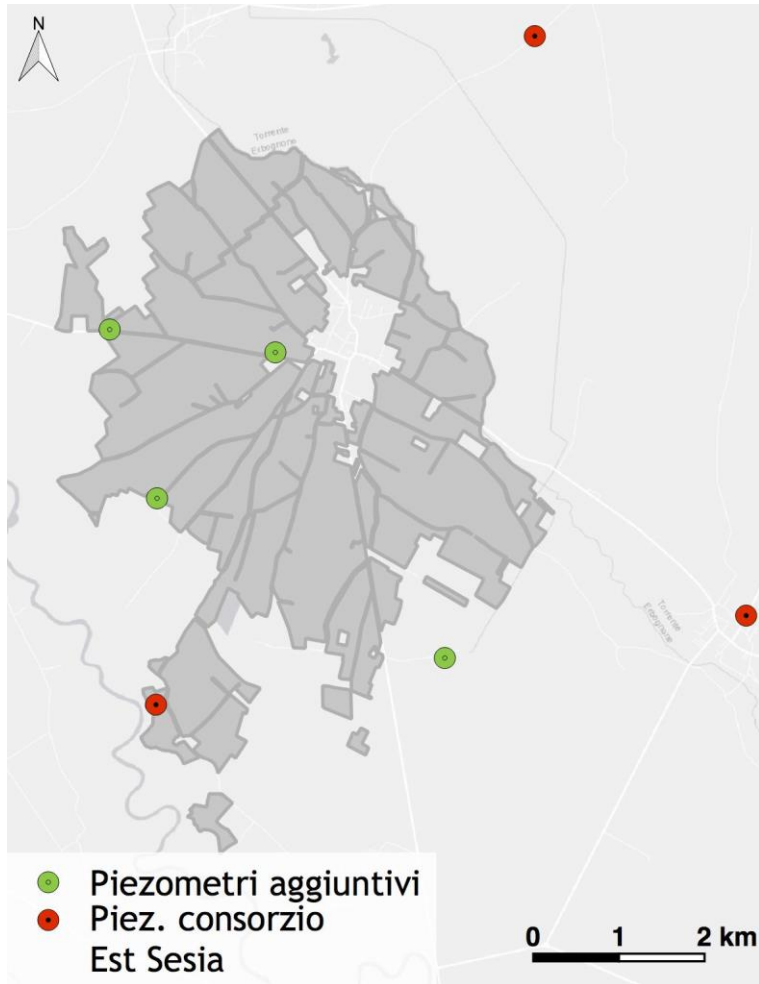 N
Torrente
Erbognone
Torrente
Erbognone
Piezometri aggiuntivi
Piez. consorzio
Est Sesia
0 1 2 km